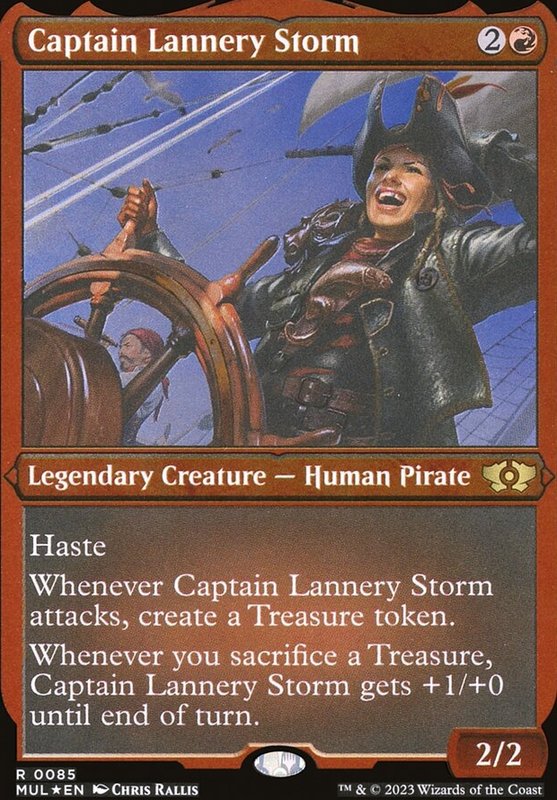 Captain Lannery Storm 2
Legendary Creature — Human Pirate
Haste
Whenever Captain Lannery Storm
attacks, create a Treasure token.
Whenever you sacrifice a Treasure,
Captain Lannery Storm gets +1/+0
until end of turn.
2/2
R 0085
MUL★EN Chris Rallis
™ & © 2023 Wizards of the Coast